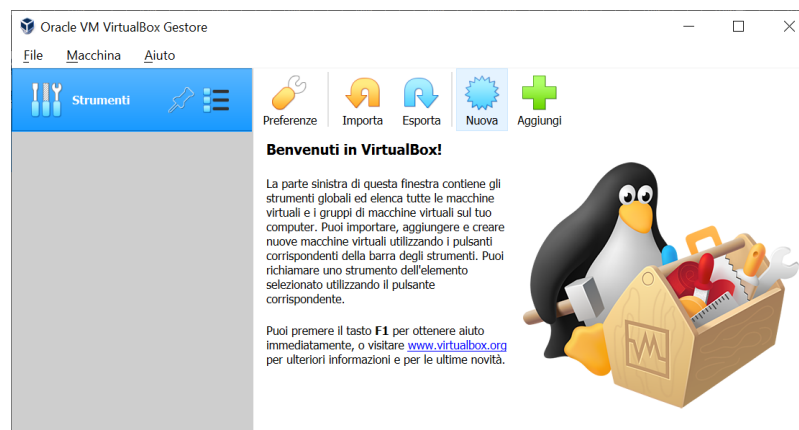 Oracle VM VirtualBox Gestore
File Macchina Aiuto
Strumenti
Preferenze Importa Esporta Nuova Aggiungi
Benvenuti in VirtualBox!
La parte sinistra di questa finestra contiene gli
strumenti globali ed elenca tutte le macchine
virtuali e i gruppi di macchine virtuali sul tuo
computer. Puoi importare, aggiungere e creare
nuove macchine virtuali utilizzando i pulsanti
corrispondenti della barra degli strumenti. Puoi
richiamare uno strumento dell'elemento
selezionato utilizzando il pulsante
corrispondente.
Puoi premere il tasto F1 per ottenere aiuto
immediatamente, o visitare www.virtualbox.org
per ulteriori informazioni e per le ultime novità.